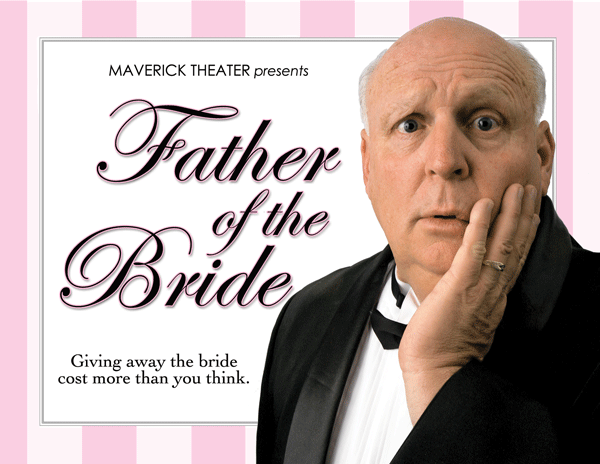 MAVERICK THEATER presents
Father
of the
Bride
Giving away the bride
cost more than you think.